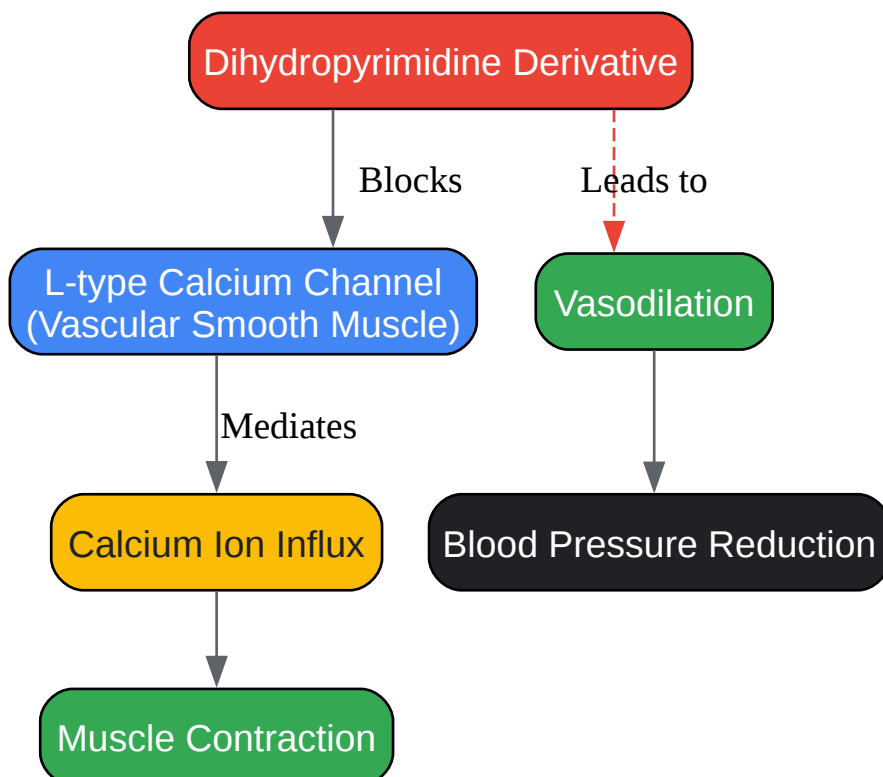 Dihydropyrimidine Derivative
Blocks
Leads to
L-type Calcium Channel
(Vascular Smooth Muscle)
Vasodilation
Mediates
Calcium Ion Influx
Blood Pressure Reduction
Muscle Contraction